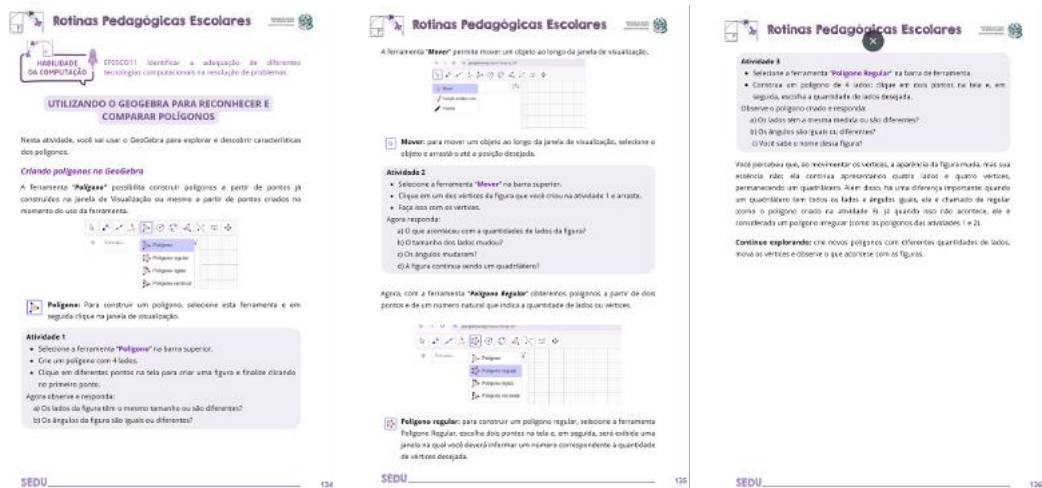 Rotinas Pedagógicas Escolares
HABILIDADE
DA COMPUTAÇÃO
EF05CO11 Identificar a adequação de diferentes
tecnologias computacionais na resolução de problemas.
UTILIZANDO O GEOGEBRA PARA RECONHECER E
COMPARAR POLÍGONOS
Nesta atividade, você vai usar o GeoGebra para explorar e descobrir características
dos polígonos.
Criando polígonos no GeoGebra
A ferramenta "Polígono" possibilita construir polígonos a partir de pontos já
construídos na Janela de Visualização ou mesmo a partir de pontos criados no
momento do uso da ferramenta.
Polígono
Polígono regular
Polígono rígido
Polígono vectorial
Polígono: Para construir um polígono, selecione esta ferramenta e em
seguida clique na janela de visualização.
Atividade 1
• Selecione a ferramenta "Polígono" na barra superior.
• Crie um polígono com 4 lados.
• Clique em diferentes pontos na tela para criar uma figura e finalize clicando
no primeiro ponto.
Agora observe e responda:
a) Os lados da figura têm o mesmo tamanho ou são diferentes?
b) Os ângulos da figura são iguais ou diferentes?
SEDU
134
Rotinas Pedagógicas Escolares
A ferramenta "Mover" permite mover um objeto ao longo da janela de visualização.
Mover
Mover: para mover um objeto ao longo da janela de visualização, selecione o
objeto e arrastá-o até a posição desejada.
Atividade 2
• Selecione a ferramenta "Mover" na barra superior.
• Clique em um dos vértices da figura que você criou na atividade 1 e arraste.
• Faça isso com os vértices.
Agora responda:
a) O que aconteceu com a quantidades de lados da figura?
b) O tamanho dos lados mudou?
c) Os ângulos mudaram?
d) A figura continua sendo um quadrilátero?
Agora, com a ferramenta "Polígono Regular" obteremos polígonos a partir de dois
pontos e de um número natural que indica a quantidade de lados ou vértices.
Polígono
Polígono regular
Polígono rígido
Polígono vectorial
Polígono regular: para construir um polígono regular, selecione a ferramenta
Polígono Regular, escolha dois pontos na tela e, em seguida, será exibida uma
janela na qual você deverá informar um número correspondente à quantidade
de vértices desejada.
SEDU
135
Rotinas Pedagógicas Escolares
Atividade 3
• Selecione a ferramenta "Polígono Regular" na barra de ferramenta.
• Construa um polígono de 4 lados: clique em dois pontos na tela e, em
seguida, escolha a quantidade de lados desejada.
Observe o polígono criado e responda:
a) Os lados têm a mesma medida ou são diferentes?
b) Os ângulos são iguais ou diferentes?
c) Você sabe o nome dessa figura?
Você percebeu que, ao movimentar os vértices, a aparência da figura muda, mas sua
essência não: ela continua apresentando quatro lados e quatro vértices,
permanecendo um quadrilátero. Além disso, há uma diferença importante: quando
um quadrilátero tem todos os lados e ângulos iguais, ele é chamado de regular
(como o polígono criado na atividade 3). Já quando isso não acontece, ele é
considerado um polígono irregular (como os polígonos das atividades 1 e 2).
Continue explorando: crie novos polígonos com diferentes quantidades de lados,
mova os vértices e observe o que acontece com as figuras.
SEDU
136